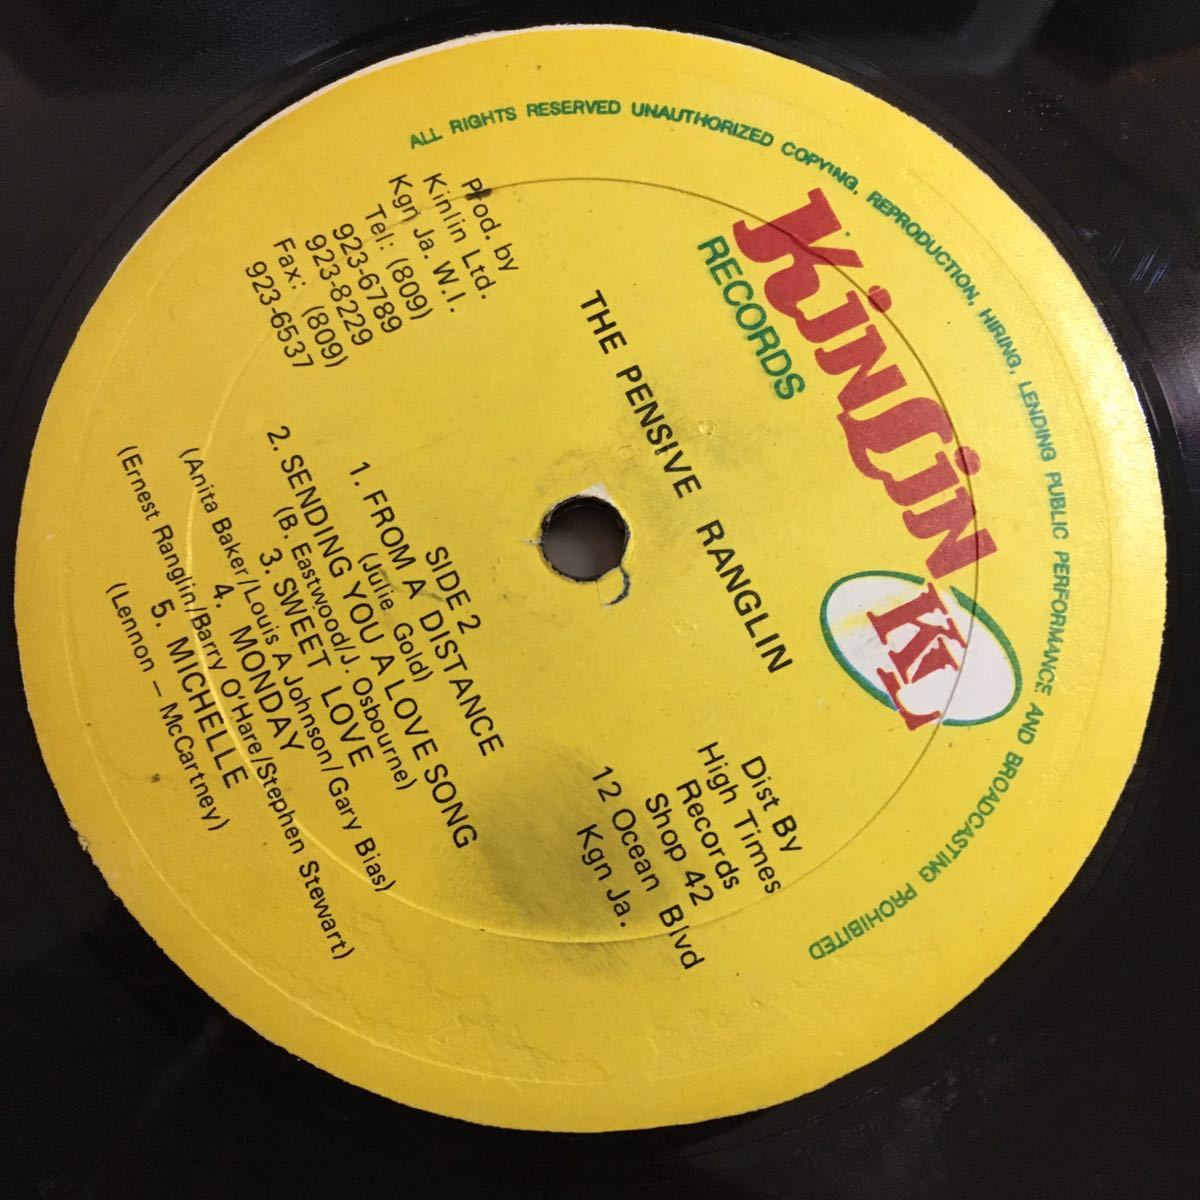 ALL RIGHTS RESERVED UNAUTHORIZED COPYING, REPRODUCTION, HIRING, LENDING PUBLIC PERFORMANCE AND BROADCASTING PROHIBITED
KinLin KL
RECORDS
THE PENSIVE RANGLIN
Prod. by
Kinlin Ltd.
Kgn Ja. W.I.
Tel: (809)
923-6789
923-8229
Fax: (809)
923-6537
Dist By
High Times
Records
Shop 42
12 Ocean Blvd
Kgn Ja.
SIDE 2
1. FROM A DISTANCE
(Julie Gold)
2. SENDING YOU A LOVE SONG
(B. Eastwood/J. Osbourne)
3. SWEET LOVE
(Anita Baker/Louis A Johnson/Gary Bias)
4. MONDAY
(Ernest Ranglin/Barry O'Hare/Stephen Stewart)
5. MICHELLE
(Lennon — McCartney)